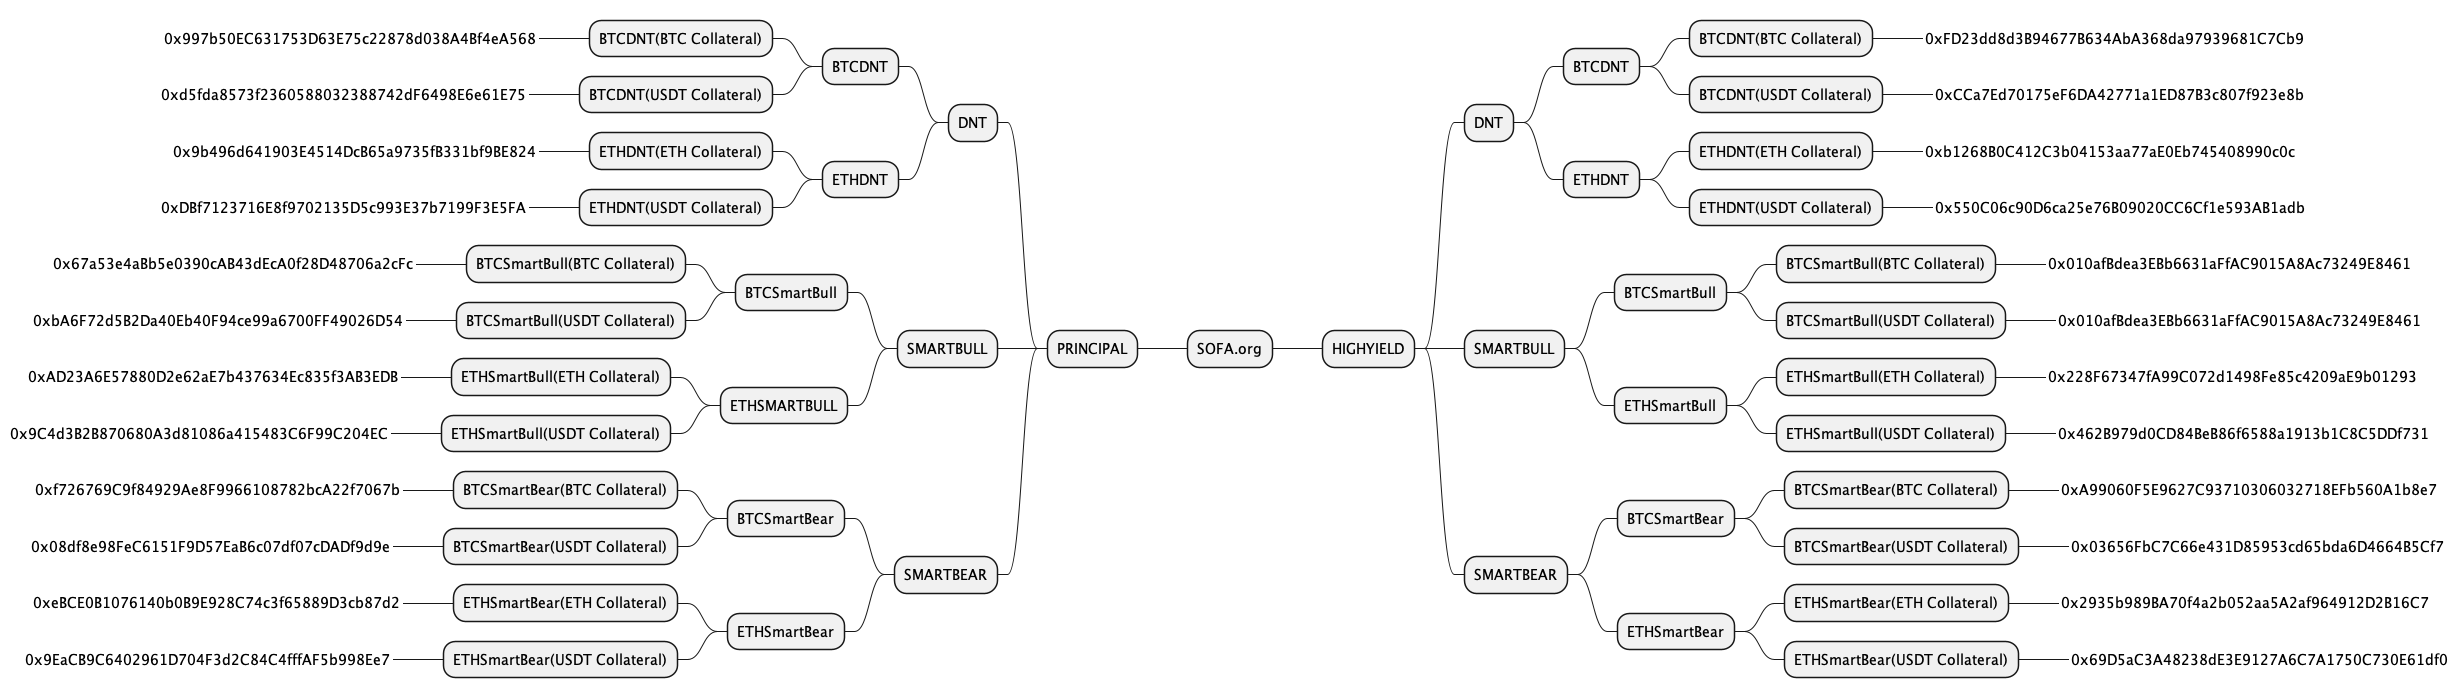 0x997b50EC631753D63E75c22878d038A4Bf4eA568 BTCDNT(BTC Collateral) BTCDNT(BTC Collateral) 0xFD23dd8d3B94677B634AbA368da97939681C7Cb9
BTCDNT BTCDNT
0xd5fda8573f2360588032388742dF6498E6e61E75 BTCDNT(USDT Collateral) BTCDNT(USDT Collateral) 0xCCa7Ed70175eF6DA42771a1ED87B3c807f923e8b
DNT DNT
0x9b496d641903E4514DcB65a9735fB331bf9BE824 ETHDNT(ETH Collateral) ETHDNT(ETH Collateral) 0xb1268B0C412C3b04153aa77aE0Eb745408990c0c
ETHDNT ETHDNT
0xDBf7123716E8f9702135D5c993E37b7199F3E5FA ETHDNT(USDT Collateral) ETHDNT(USDT Collateral) 0x550C06c90D6ca25e76B09020CC6Cf1e593AB1adb
0x67a53e4aBb5e0390cAB43dEcA0f28D48706a2cFc BTCSmartBull(BTC Collateral) BTCSmartBull(BTC Collateral) 0x010afBdea3EBb6631aFfAC9015A8Ac73249E8461
BTCSmartBull BTCSmartBull
0xbA6F72d5B2Da40Eb40F94ce99a6700FF49026D54 BTCSmartBull(USDT Collateral) BTCSmartBull(USDT Collateral) 0x010afBdea3EBb6631aFfAC9015A8Ac73249E8461
SMARTBULL PRINCIPAL SOFA.org HIGHYIELD SMARTBULL
0xAD23A6E57880D2e62aE7b437634Ec835f3AB3EDB ETHSmartBull(ETH Collateral) ETHSmartBull(ETH Collateral) 0x228F67347fA99C072d1498Fe85c4209aE9b01293
ETHSMARTBULL ETHSmartBull
0x9C4d3B2B870680A3d81086a415483C6F99C204EC ETHSmartBull(USDT Collateral) ETHSmartBull(USDT Collateral) 0x462B979d0CD84BeB86f6588a1913b1C8C5DDf731
0xf726769C9f84929Ae8F9966108782bcA22f7067b BTCSmartBear(BTC Collateral) BTCSmartBear(BTC Collateral) 0xA99060F5E9627C93710306032718EFb560A1b8e7
BTCSmartBear BTCSmartBear
0x08df8e98FeC6151F9D57EaB6c07df07cDADf9d9e BTCSmartBear(USDT Collateral) BTCSmartBear(USDT Collateral) 0x03656FbC7C66e431D85953cd65bda6D4664B5Cf7
SMARTBEAR SMARTBEAR
0xeBCE0B1076140b0B9E928C74c3f65889D3cb87d2 ETHSmartBear(ETH Collateral) ETHSmartBear(ETH Collateral) 0x2935b989BA70f4a2b052aa5A2af964912D2B16C7
ETHSmartBear ETHSmartBear
0x9EaCB9C6402961D704F3d2C84C4fffAF5b998Ee7 ETHSmartBear(USDT Collateral) ETHSmartBear(USDT Collateral) 0x69D5aC3A48238dE3E9127A6C7A1750C730E61df0